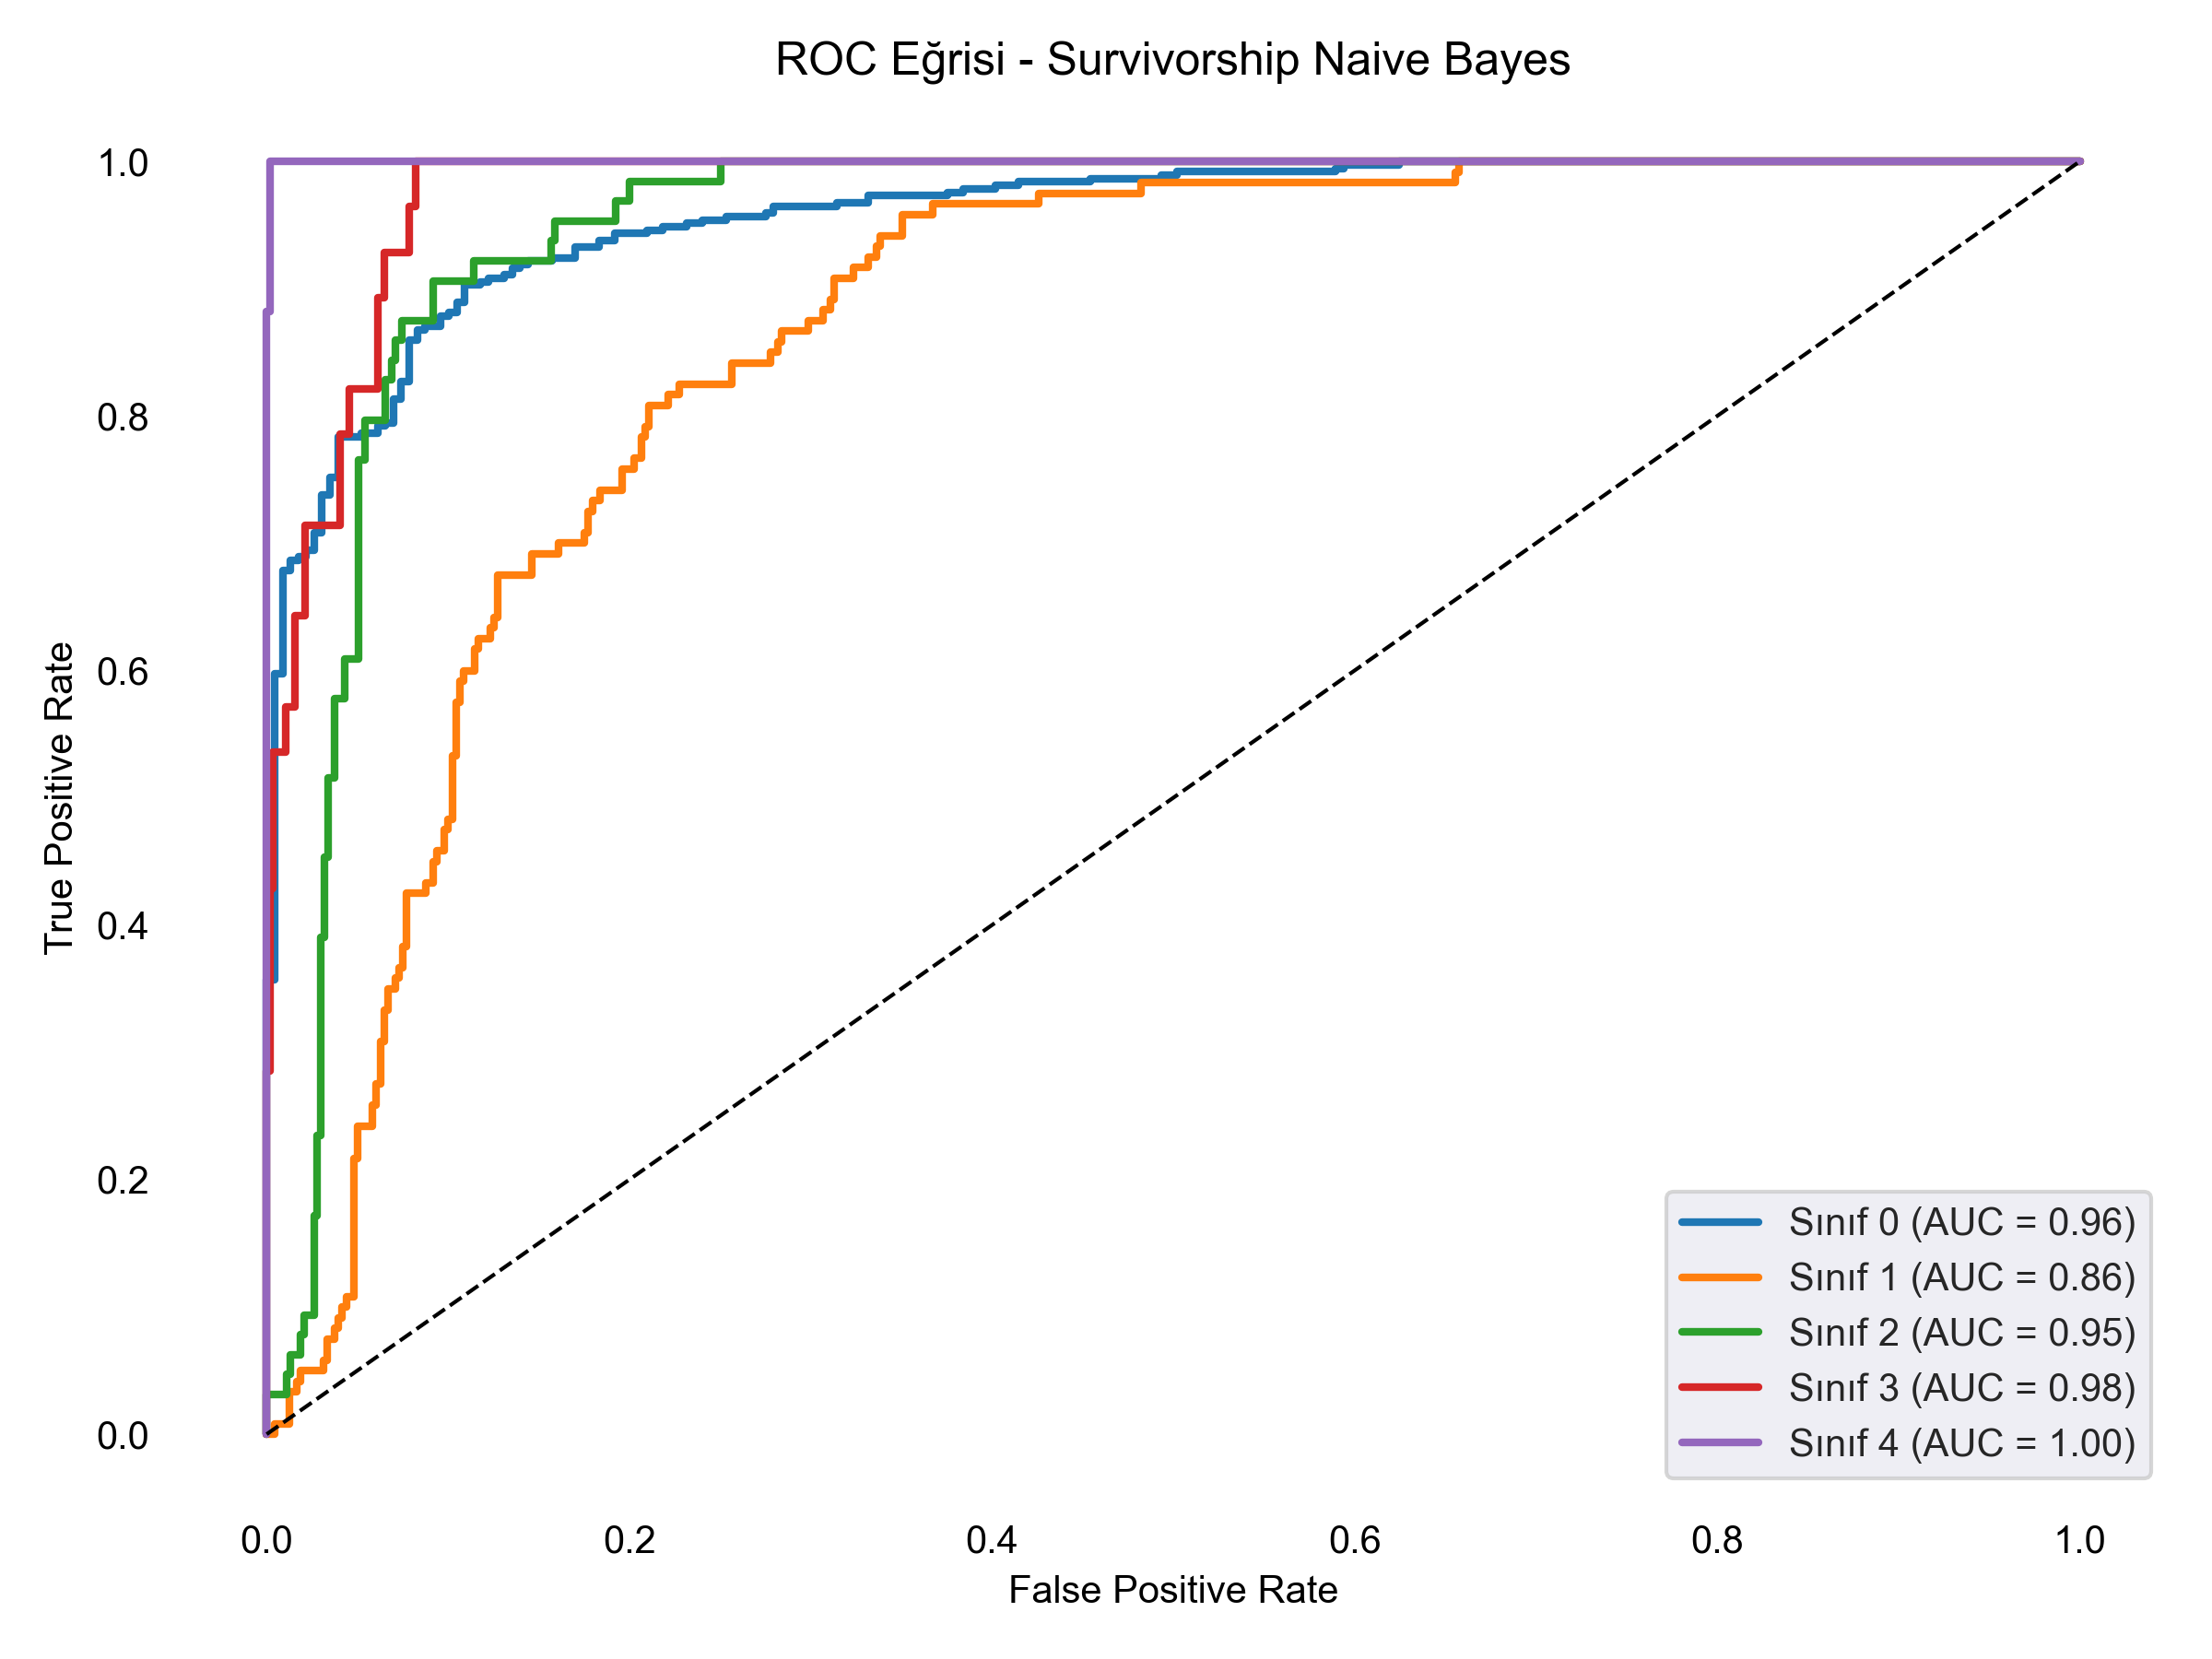 ROC Eğrisi - Survivorship Naive Bayes
1.0
0.8
0.6
0.4
0.2
0.0
True Positive Rate
0.0 0.2 0.4 0.6 0.8 1.0
False Positive Rate
Sınıf 0 (AUC = 0.96)
Sınıf 1 (AUC = 0.86)
Sınıf 2 (AUC = 0.95)
Sınıf 3 (AUC = 0.98)
Sınıf 4 (AUC = 1.00)